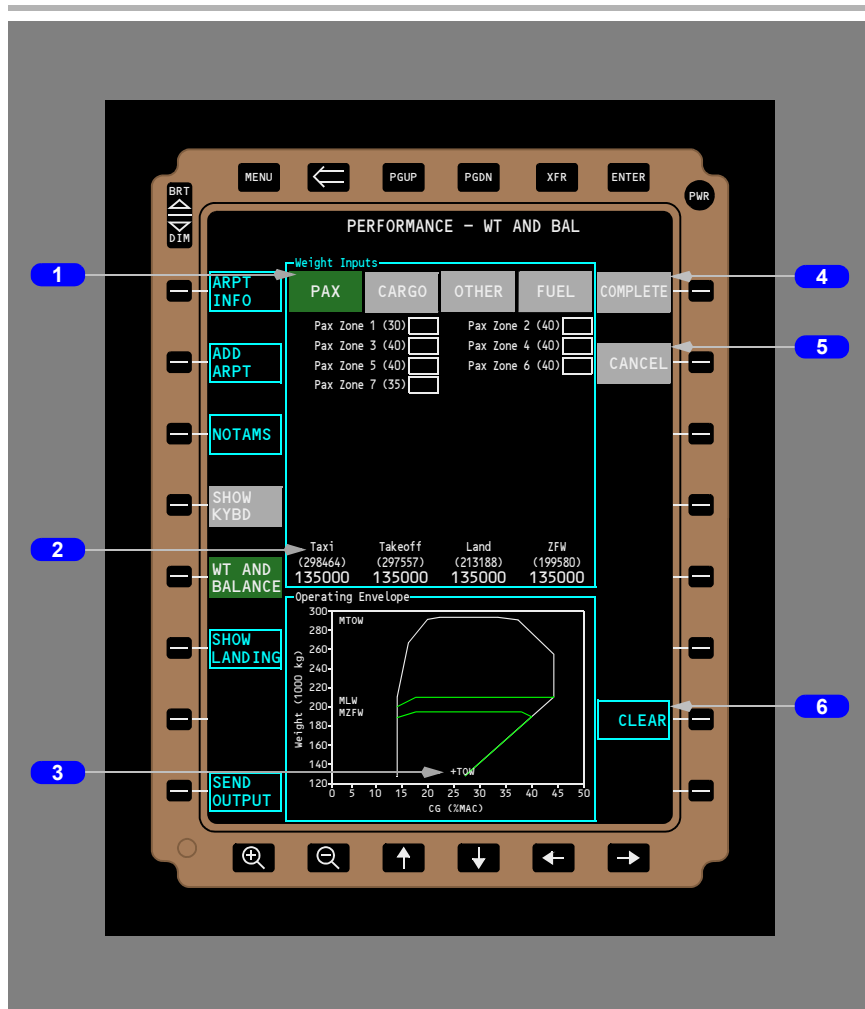 MENU PGUP PGDN XFR ENTER
BRT
DIM
PWR
PERFORMANCE - WT AND BAL
1
4
5
2
3
6
ARPT
INFO
ADD
ARPT
NOTAMS
SHOW
KYBD
WT AND
BALANCE
SHOW
LANDING
SEND
OUTPUT
Weight Inputs
PAX CARGO OTHER FUEL
Pax Zone 1 (30) Pax Zone 2 (40)
Pax Zone 3 (40) Pax Zone 4 (40)
Pax Zone 5 (40) Pax Zone 6 (40)
Pax Zone 7 (35)
Taxi Takeoff Land ZFW
(298464) (297557) (213188) (199580)
135000 135000 135000 135000
Operating Envelope
Weight (1000 kg)
300
280
260
240
220
200
180
160
140
120
MTOW
MLW
MZFW
+TOW
0 5 10 15 20 25 30 35 40 45 50
CG (%MAC)
COMPLETE
CANCEL
CLEAR